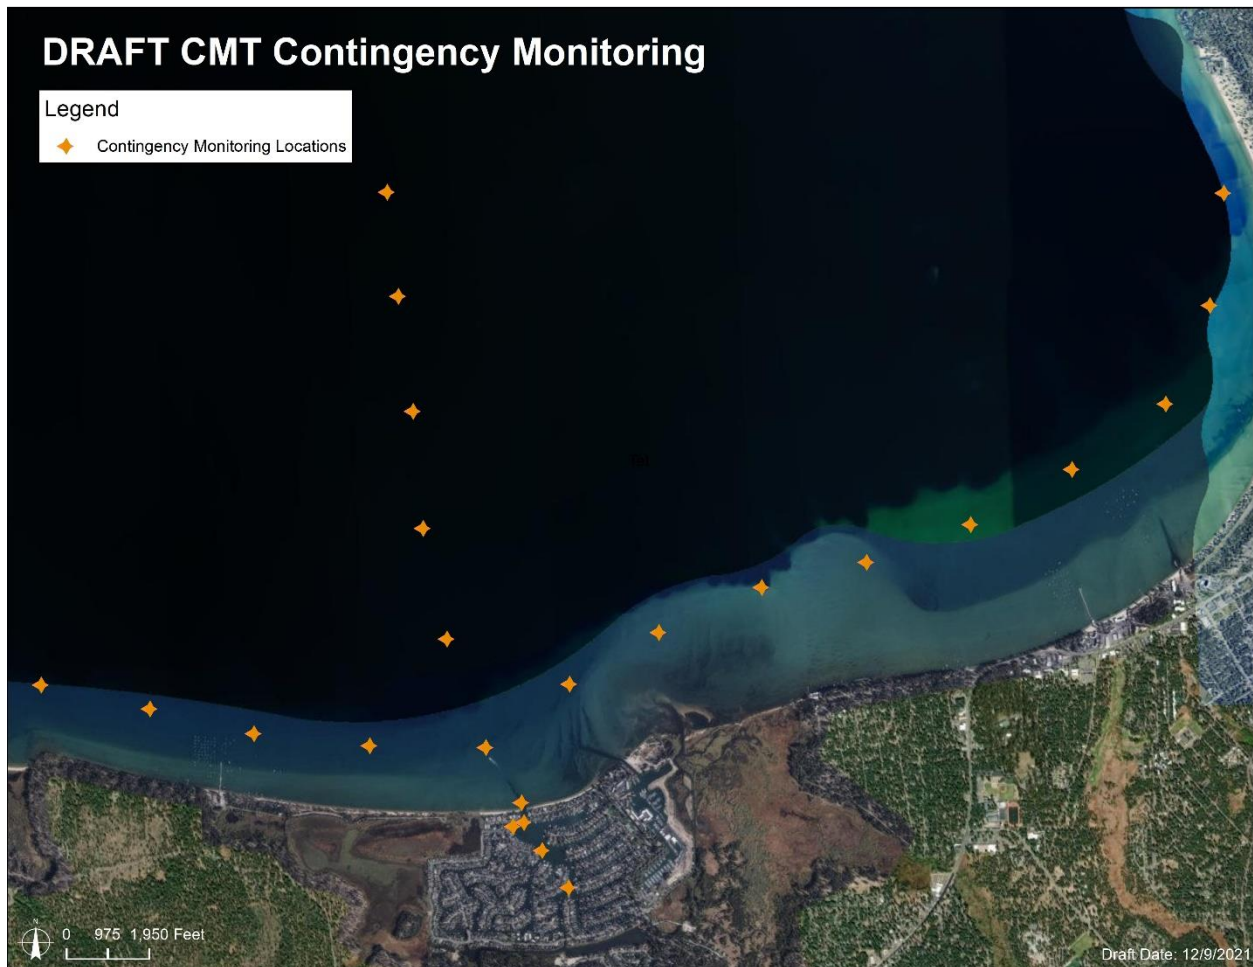 DRAFT CMT Contingency Monitoring
Legend
Contingency Monitoring Locations
N
0 975 1,950 Feet
Draft Date: 12/9/2021